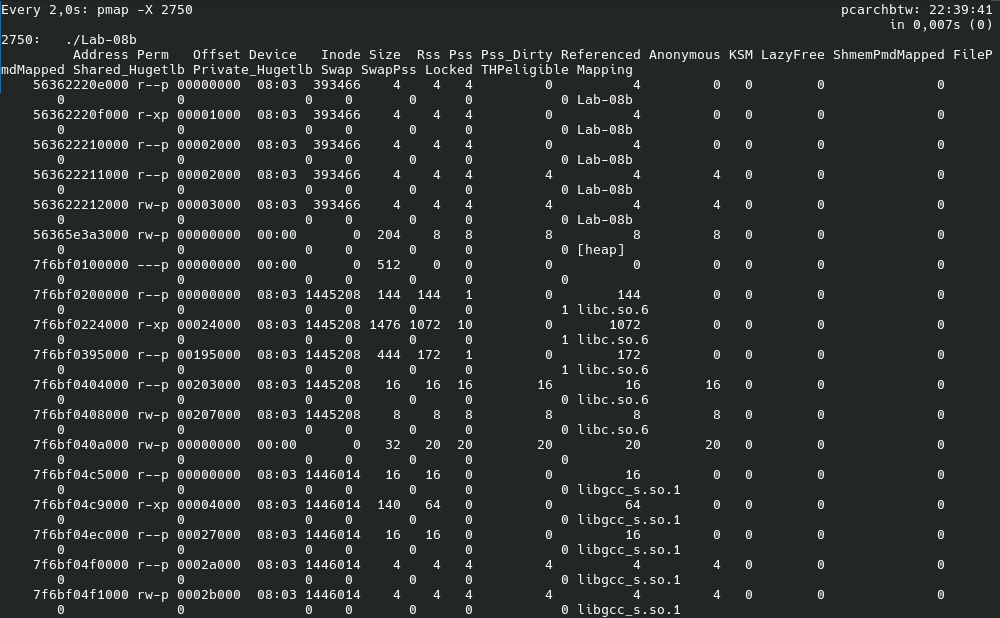 Every 2,0s: pmap -X 2750 pcarchbtw: 22:39:41
in 0,007s (0)
2750: ./Lab-08b
Address Perm Offset Device Inode Size Rss Pss Pss_Dirty Referenced Anonymous KSM LazyFree ShmemPmdMapped FileP
mdMapped Shared_Hugetlb Private_Hugetlb Swap SwapPss Locked THPeligible Mapping
56362220e000 r--p 00000000 08:03 393466 4 4 4 0 4 0 0 0 0
0 0 0 0 0 0 0 Lab-08b
56362220f000 r-xp 00001000 08:03 393466 4 4 4 0 4 0 0 0 0
0 0 0 0 0 0 0 Lab-08b
563622210000 r--p 00002000 08:03 393466 4 4 4 0 4 0 0 0 0
0 0 0 0 0 0 0 Lab-08b
563622211000 r--p 00002000 08:03 393466 4 4 4 4 4 4 0 0 0
0 0 0 0 0 0 0 Lab-08b
563622212000 rw-p 00003000 08:03 393466 4 4 4 4 4 4 0 0 0
0 0 0 0 0 0 0 Lab-08b
56365e3a3000 rw-p 00000000 00:00 0 204 8 8 8 8 8 0 0 0
0 0 0 0 0 0 0 [heap]
7f6bf0100000 ---p 00000000 00:00 0 512 0 0 0 0 0 0 0 0
0 0 0 0 0 0 0
7f6bf0200000 r--p 00000000 08:03 1445208 144 144 1 0 144 0 0 0 0
0 0 0 0 0 0 1 libc.so.6
7f6bf0224000 r-xp 00024000 08:03 1445208 1476 1072 10 0 1072 0 0 0 0
0 0 0 0 0 0 1 libc.so.6
7f6bf0395000 r--p 00195000 08:03 1445208 444 172 1 0 172 0 0 0 0
0 0 0 0 0 0 1 libc.so.6
7f6bf0404000 r--p 00203000 08:03 1445208 16 16 16 16 16 16 0 0 0
0 0 0 0 0 0 0 libc.so.6
7f6bf0408000 rw-p 00207000 08:03 1445208 8 8 8 8 8 8 0 0 0
0 0 0 0 0 0 0 libc.so.6
7f6bf040a000 rw-p 00000000 00:00 0 32 20 20 20 20 20 0 0 0
0 0 0 0 0 0 0
7f6bf04c5000 r--p 00000000 08:03 1446014 16 16 0 0 16 0 0 0 0
0 0 0 0 0 0 0 libgcc_s.so.1
7f6bf04c9000 r-xp 00004000 08:03 1446014 140 64 0 0 64 0 0 0 0
0 0 0 0 0 0 0 libgcc_s.so.1
7f6bf04ec000 r--p 00027000 08:03 1446014 16 16 0 0 16 0 0 0 0
0 0 0 0 0 0 0 libgcc_s.so.1
7f6bf04f0000 r--p 0002a000 08:03 1446014 4 4 4 4 4 4 0 0 0
0 0 0 0 0 0 0 libgcc_s.so.1
7f6bf04f1000 rw-p 0002b000 08:03 1446014 4 4 4 4 4 4 0 0 0
0 0 0 0 0 0 0 libgcc_s.so.1